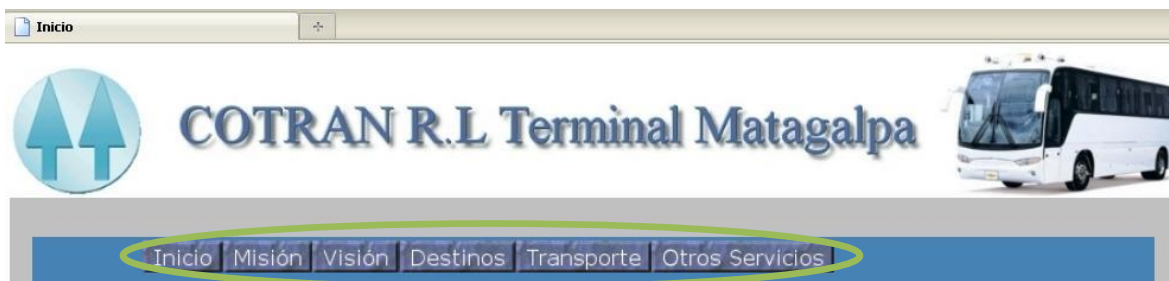 Inicio
COTRAN R.L Terminal Matagalpa
Inicio Misión Visión Destinos Transporte Otros Servicios